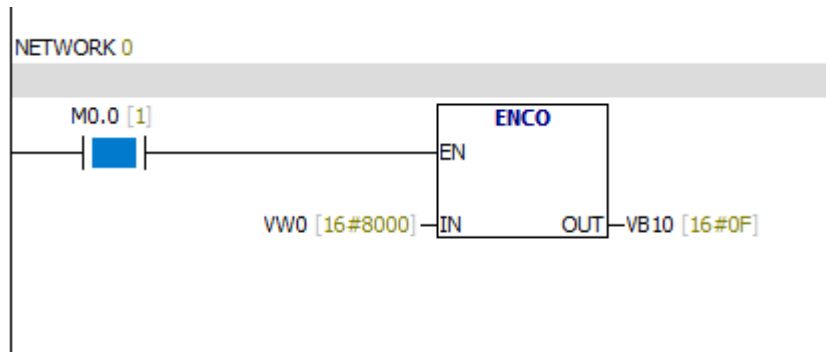 NETWORK 0
M0.0 [1]
ENCO
EN
VW0 [16#8000] IN OUT VB10 [16#0F]